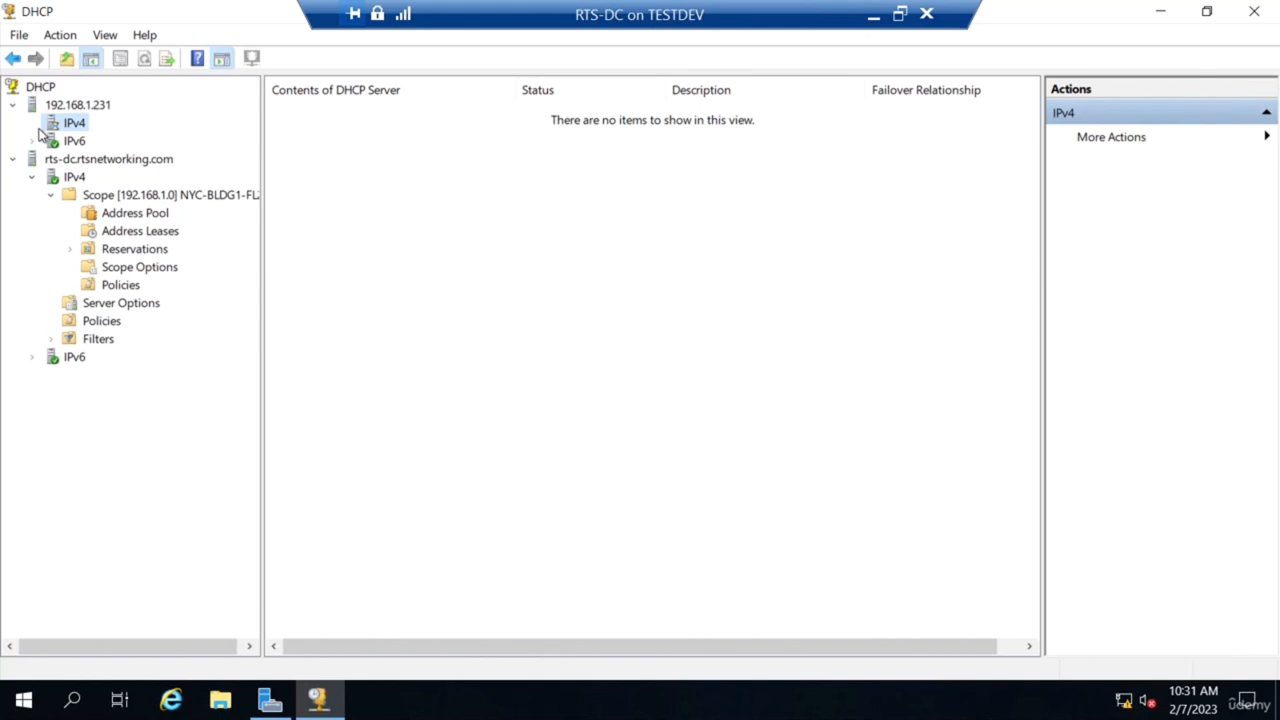 DHCP
RTS-DC on TESTDEV
File Action View Help
DHCP
192.168.1.231
IPv4
IPv6
rts-dc.rtsnetworking.com
IPv4
Scope [192.168.1.0] NYC-BLDG1-FL
Address Pool
Address Leases
Reservations
Scope Options
Policies
Server Options
Policies
Filters
IPv6
Contents of DHCP Server Status Description Failover Relationship
There are no items to show in this view.
Actions
IPv4
More Actions
10:31 AM
2/7/2023
udemy